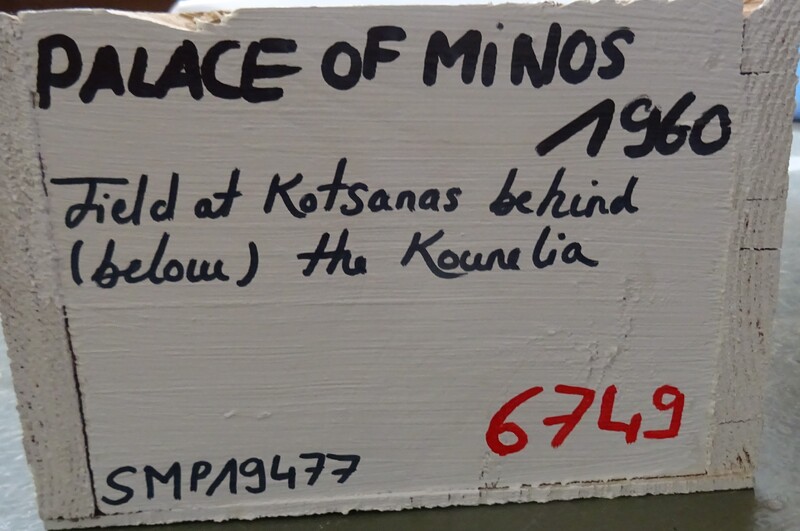 PALACE OF MiNOS
1960
Field at Kotsanas behind
(below) the Kounelia
6749
SMP19477